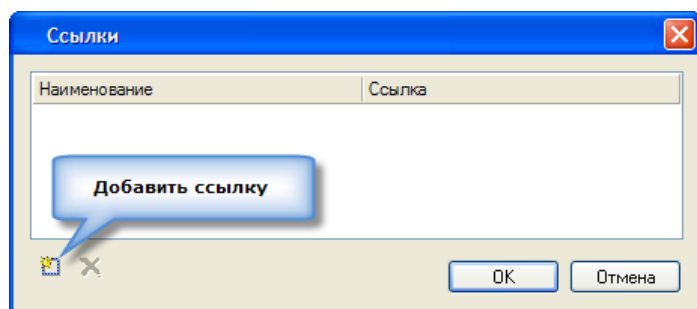 Ссылки
Наименование Ссылка
Добавить ссылку
OK Отмена